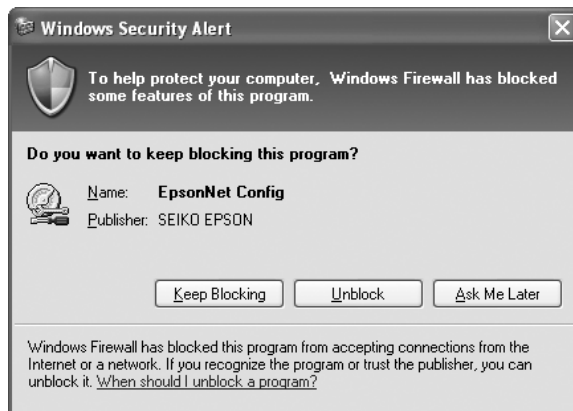 Windows Security Alert
To help protect your computer, Windows Firewall has blocked
some features of this program.
Do you want to keep blocking this program?
Name: EpsonNet Config
Publisher: SEIKO EPSON
Keep Blocking Unblock Ask Me Later
Windows Firewall has blocked this program from accepting connections from the
Internet or a network. If you recognize the program or trust the publisher, you can
unblock it. When should I unblock a program?